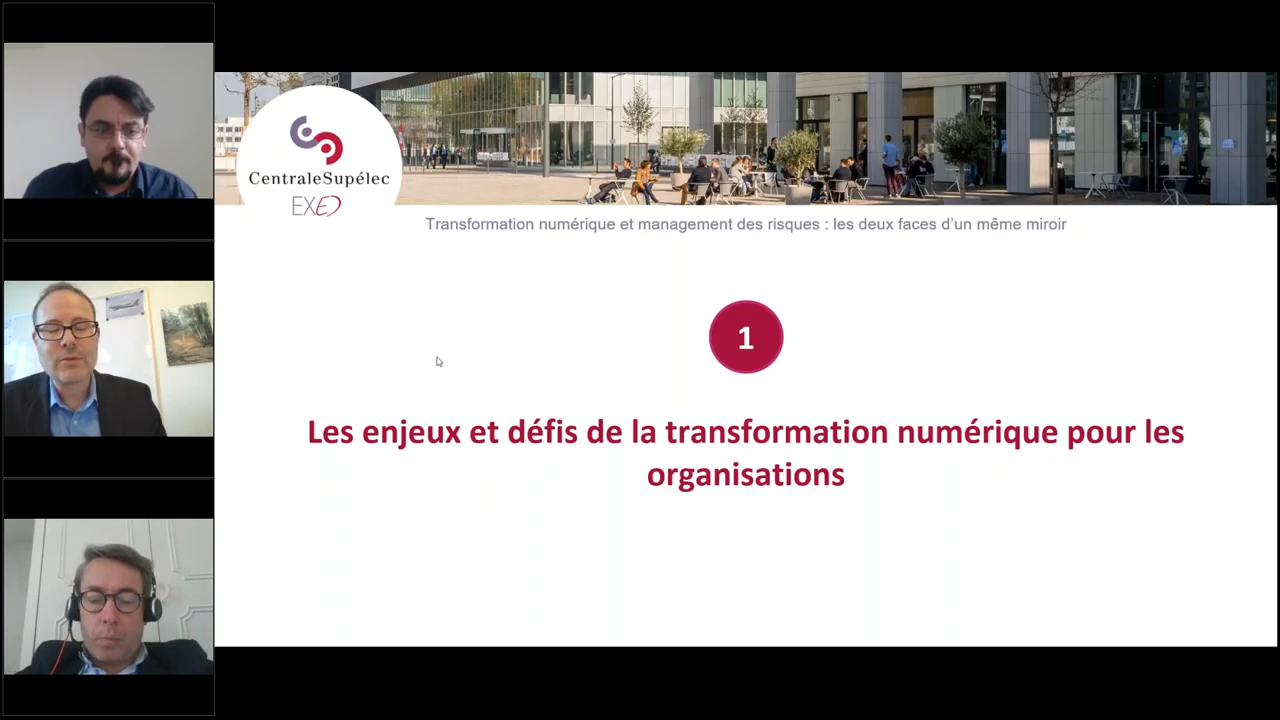 CentraleSupélec
EXED
Transformation numérique et management des risques : les deux faces d'un même miroir
1
Les enjeux et défis de la transformation numérique pour les
organisations